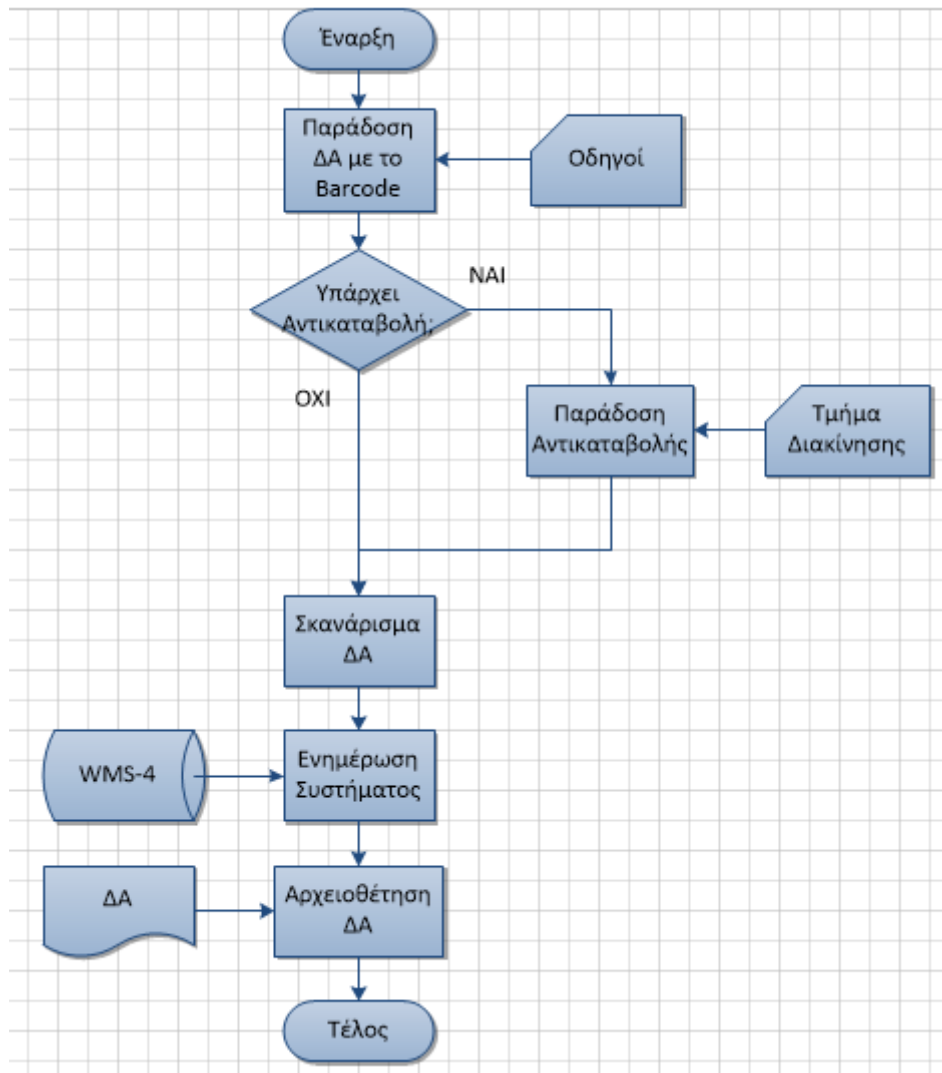 Έναρξη
Παράδοση
ΔΑ με το
Barcode
Οδηγοί
Υπάρχει
Αντικαταβολή;
ΝΑΙ
ΟΧΙ
Παράδοση
Αντικαταβολής
Τμήμα
Διακίνησης
Σκανάρισμα
ΔΑ
WMS-4
Ενημέρωση
Συστήματος
ΔΑ
Αρχειοθέτηση
ΔΑ
Τέλος